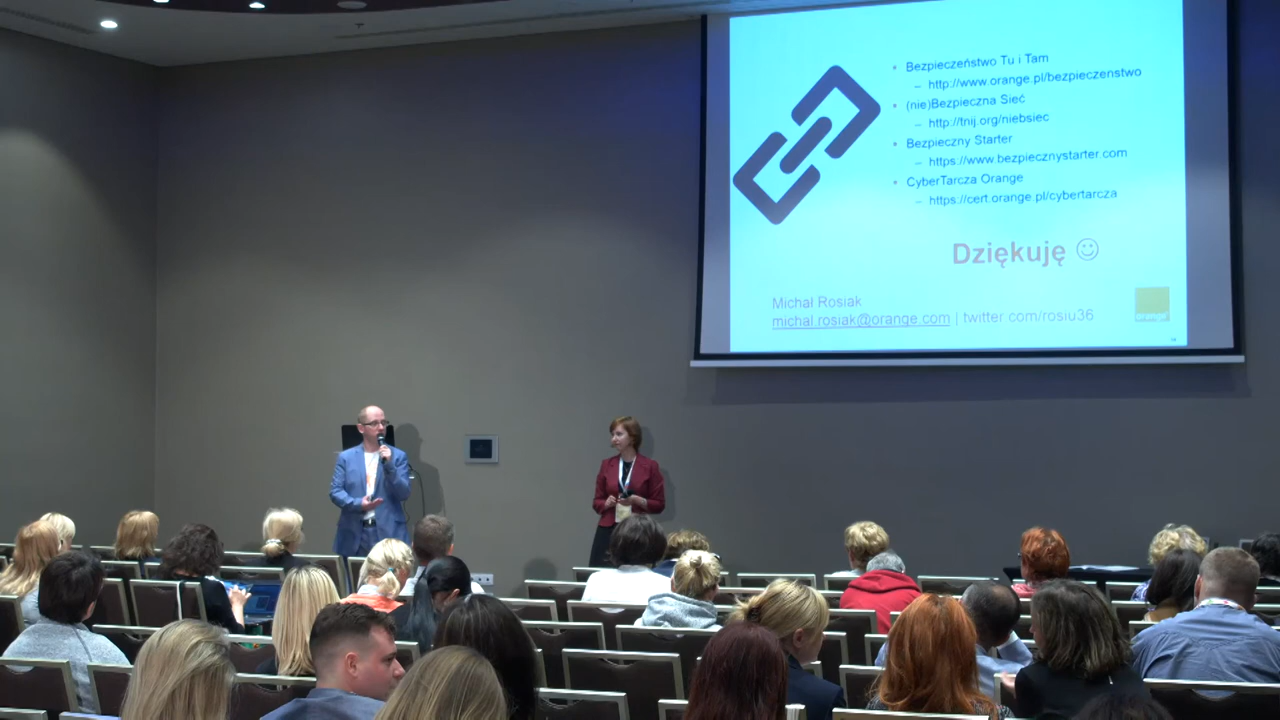 Bezpieczeństwo Tu i Tam
http://www.orange.pl/bezpieczenstwo
(nie)Bezpieczna Sieć
http://tnij.org/niebsiec
Bezpieczny Starter
https://www.bezpiecznystarter.com
CyberTarcza Orange
https://cert.orange.pl/cybertarcza
Dziękuję ☺
Michał Rosiak
michal.rosiak@orange.com | twitter.com/rosiu36
orange